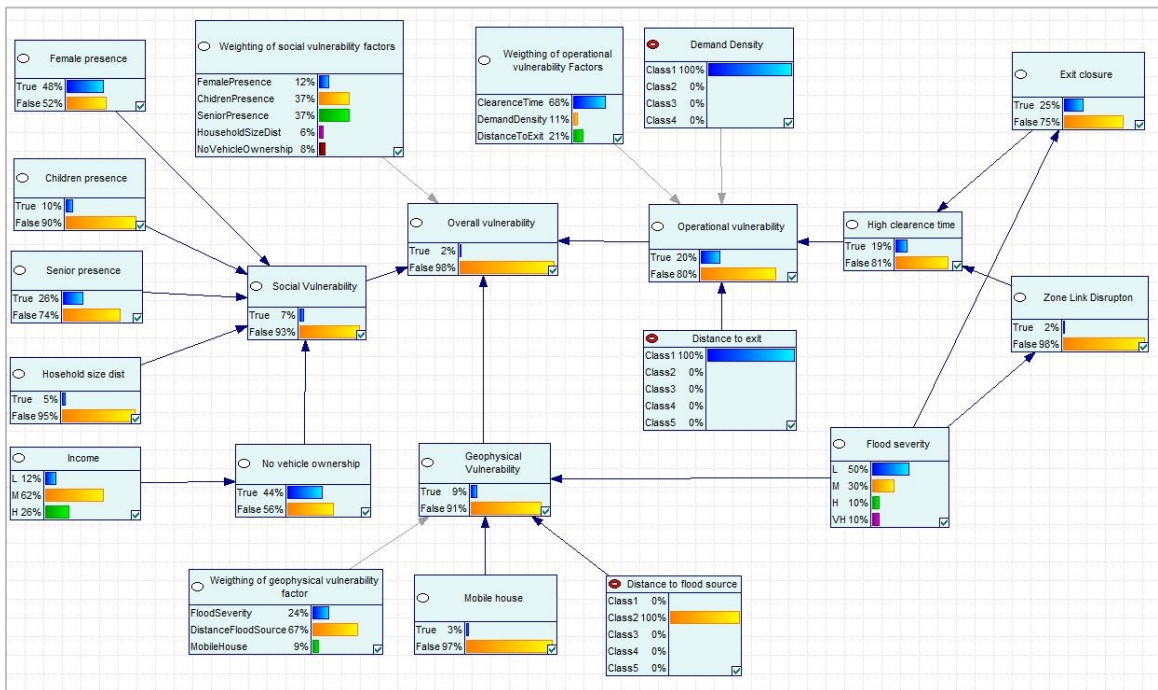 Female presence
True 48%
False 52%
Weighting of social vulnerability factors
FemalePresence 12%
ChidrenPresence 37%
SeniorPresence 37%
HouseholdSizeDist 6%
NoVehicleOwnership 8%
Weigthing of operational
vulnerability Factors
ClearenceTime 68%
DemandDensity 11%
DistanceToExit 21%
Demand Density
Class1 100%
Class2 0%
Class3 0%
Class4 0%
Exit closure
True 25%
False 75%
Children presence
True 10%
False 90%
Overall vulnerability
True 2%
False 98%
Operational vulnerability
True 20%
False 80%
High clearence time
True 19%
False 81%
Senior presence
True 26%
False 74%
Social Vulnerability
True 7%
False 93%
Zone Link Disrupton
True 2%
False 98%
Distance to exit
Class1 100%
Class2 0%
Class3 0%
Class4 0%
Class5 0%
Hosehold size dist
True 5%
False 95%
Income
L 12%
M 62%
H 26%
No vehicle ownership
True 44%
False 56%
Geophysical
Vulnerability
True 9%
False 91%
Flood severity
L 50%
M 30%
H 10%
VH 10%
Weigthing of geophysical vulnerability
factor
FloodSeverity 24%
DistanceFloodSource 67%
MobileHouse 9%
Mobile house
True 3%
False 97%
Distance to flood source
Class1 0%
Class2 100%
Class3 0%
Class4 0%
Class5 0%